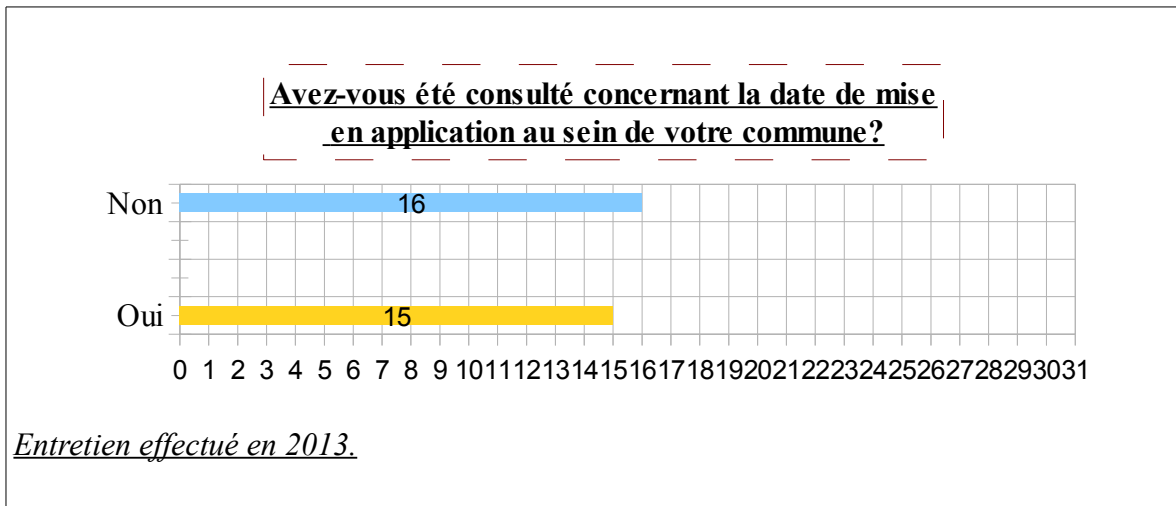 Avez-vous été consulté concernant la date de mise
en application au sein de votre commune?
Non
16
Oui
15
0 1 2 3 4 5 6 7 8 9 10 11 12 13 14 15 16 17 18 19 20 21 22 23 24 25 26 27 28 29 30 31
Entretien effectué en 2013.